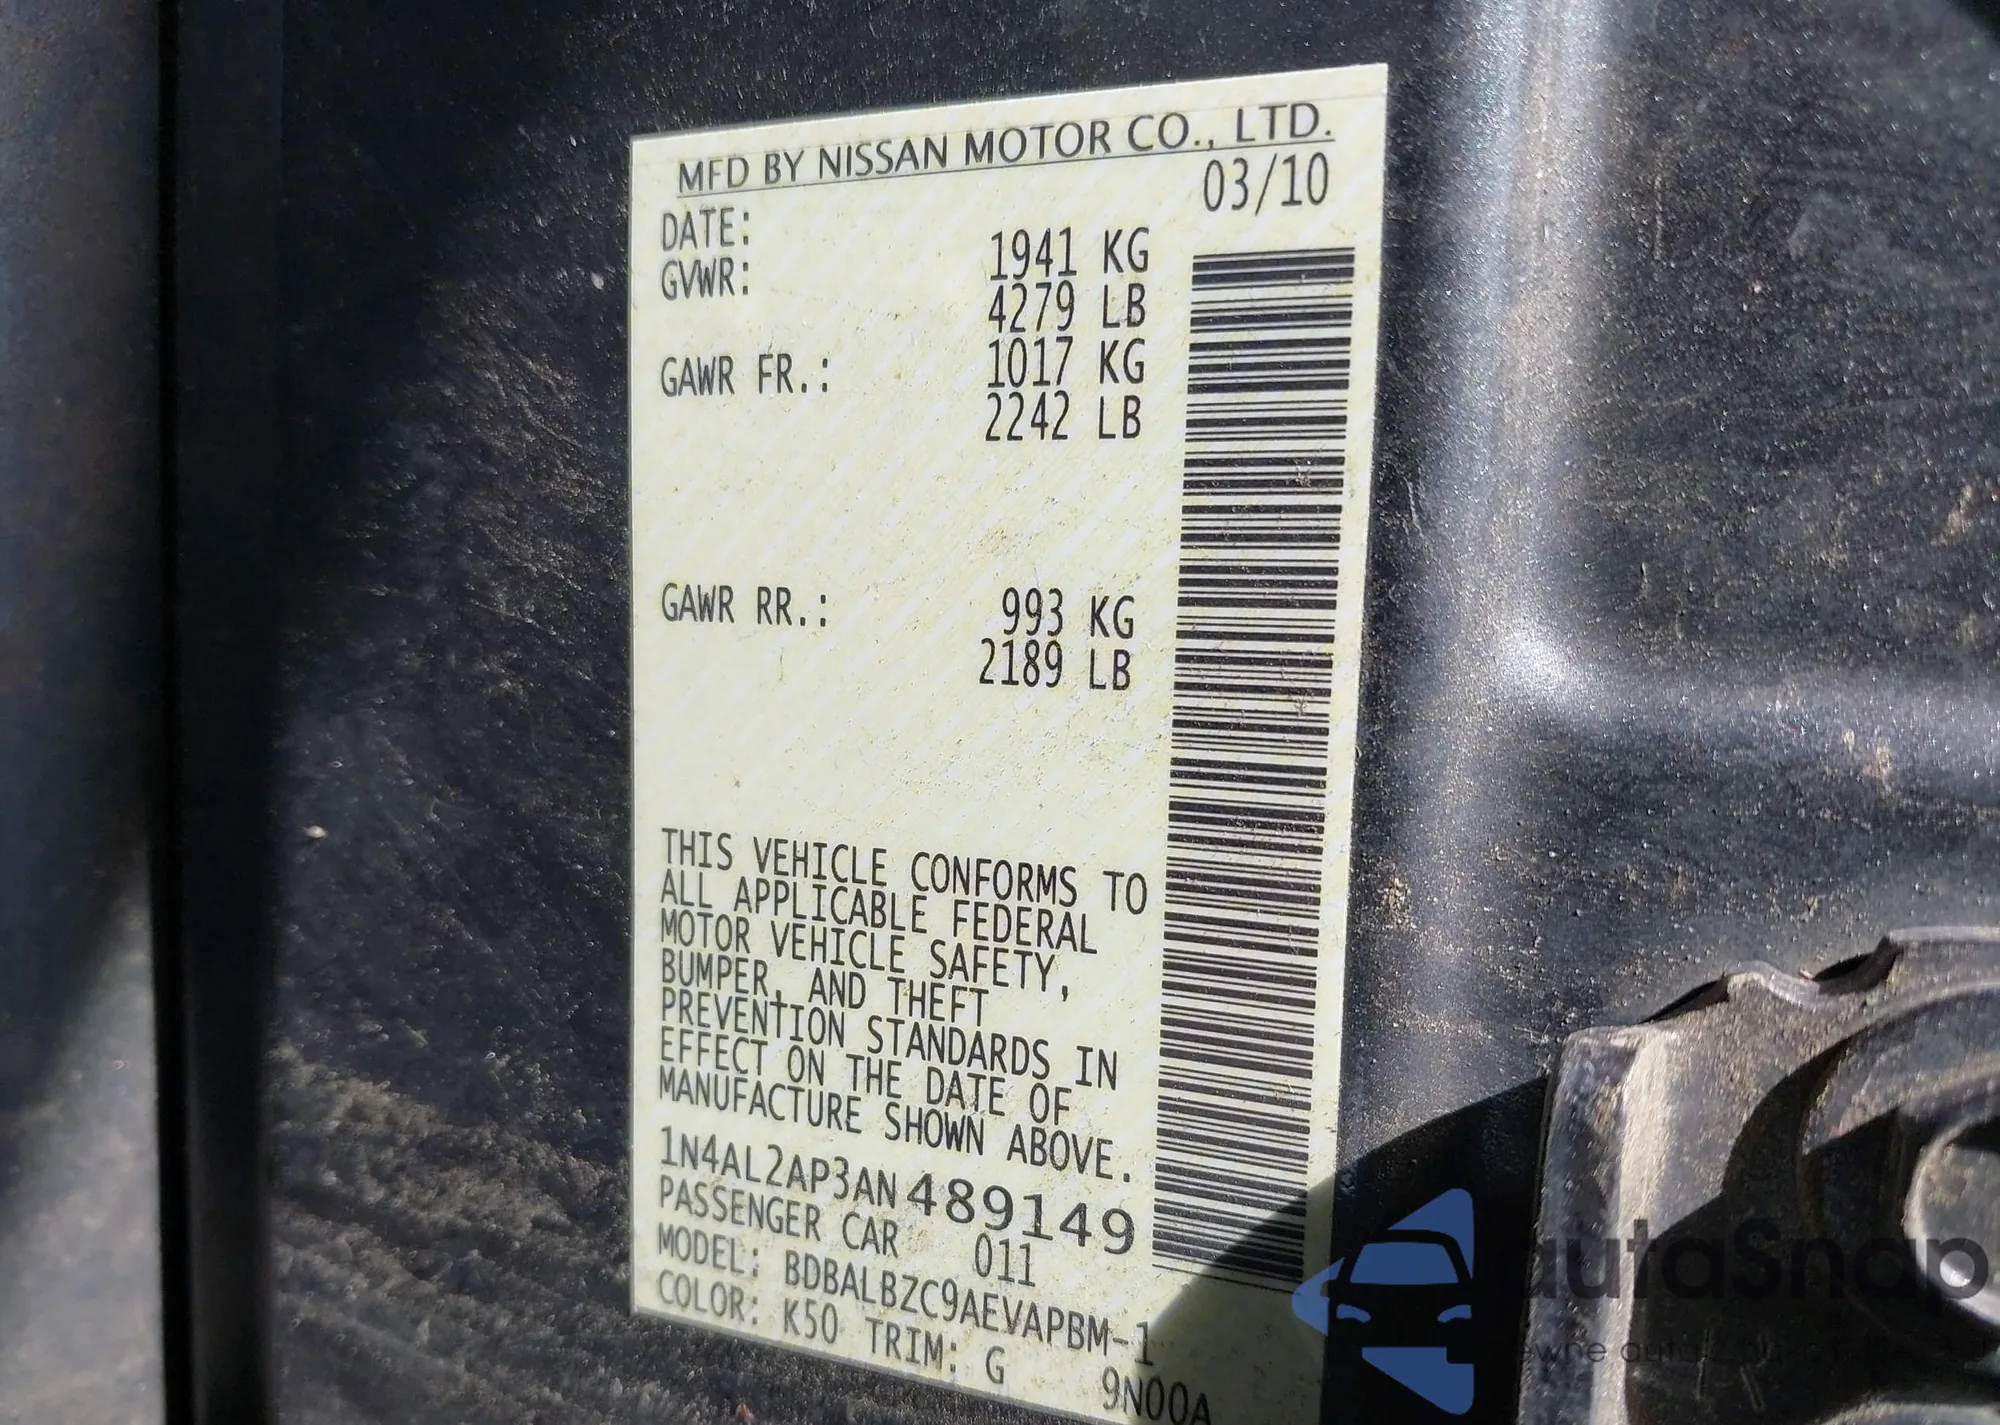 MFD BY NISSAN MOTOR CO., LTD.
DATE: 03/10
GVWR: 1941 KG
4279 LB
GAWR FR.: 1017 KG
2242 LB
GAWR RR.: 993 KG
2189 LB
THIS VEHICLE CONFORMS TO
ALL APPLICABLE FEDERAL
MOTOR VEHICLE SAFETY,
BUMPER, AND THEFT
PREVENTION STANDARDS IN
EFFECT ON THE DATE OF
MANUFACTURE SHOWN ABOVE.
1N4AL2AP3AN489149
PASSENGER CAR 011
MODEL: BDBALBZC9AEVAPBM-1
COLOR: K50 TRIM: G 9N00A
autaSnap